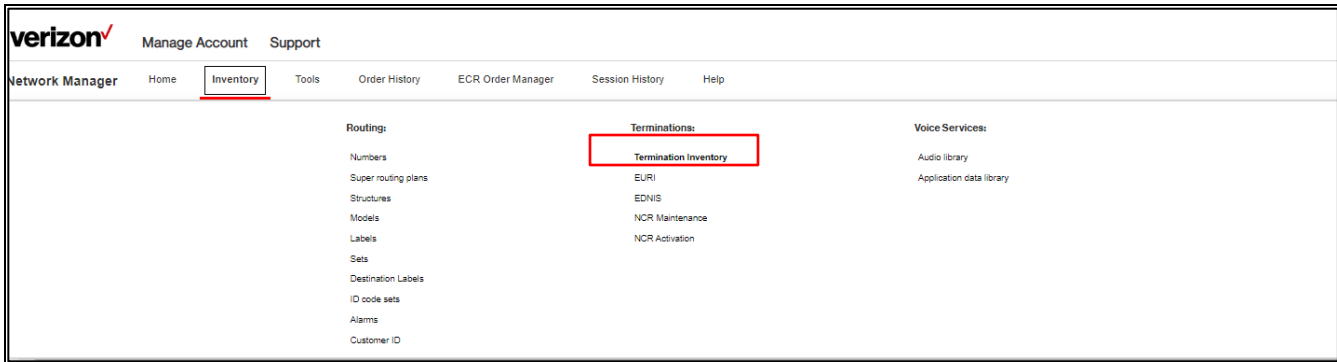 verizon✓ Manage Account Support
Network Manager Home Inventory Tools Order History ECR Order Manager Session History Help
Routing:
Numbers
Super routing plans
Structures
Models
Labels
Sets
Destination Labels
ID code sets
Alarms
Customer ID
Terminations:
Termination Inventory
EURI
EDNIS
NCR Maintenance
NCR Activation
Voice Services:
Audio library
Application data library